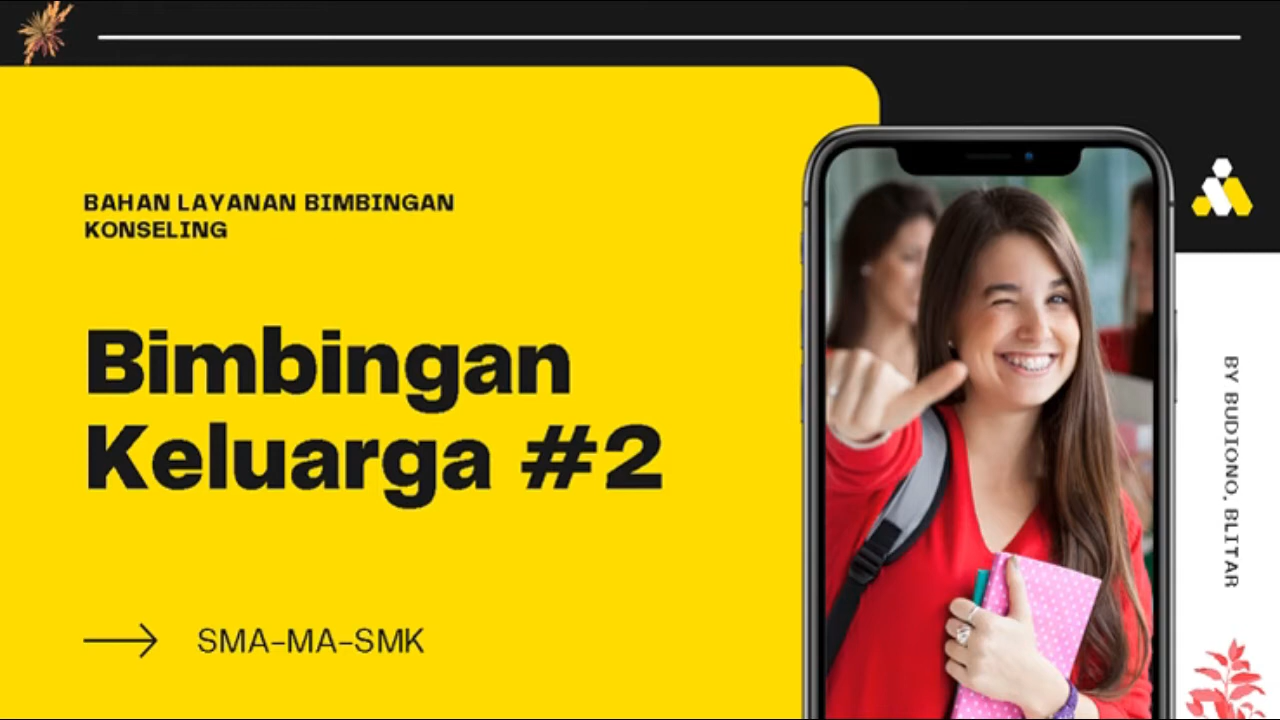 BAHAN LAYANAN BIMBINGAN
KONSELING
Bimbingan
Keluarga #2
SMA-MA-SMK
BY BUDIONO, BLITAR